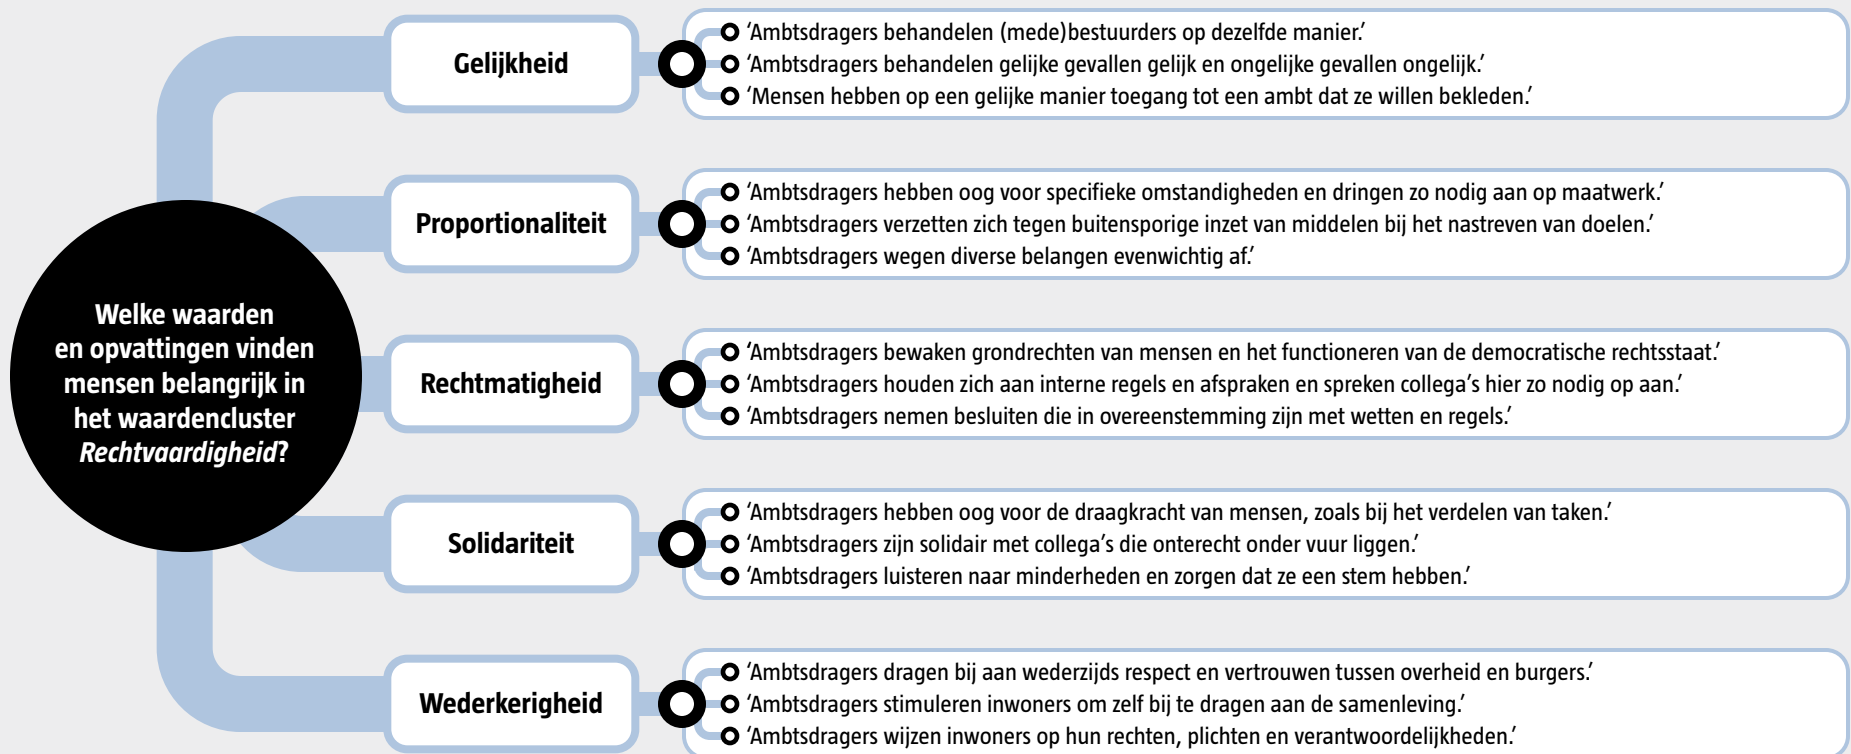 Welke waarden
en opvattingen vinden
mensen belangrijk in
het waardencluster
Rechtvaardigheid?
Gelijkheid
‘Ambtsdragers behandelen (mede)bestuurders op dezelfde manier.’
‘Ambtsdragers behandelen gelijke gevallen gelijk en ongelijke gevallen ongelijk.’
‘Mensen hebben op een gelijke manier toegang tot een ambt dat ze willen bekleden.’
Proportionaliteit
‘Ambtsdragers hebben oog voor specifieke omstandigheden en dringen zo nodig aan op maatwerk.’
‘Ambtsdragers verzetten zich tegen buitensporige inzet van middelen bij het nastreven van doelen.’
‘Ambtsdragers wegen diverse belangen evenwichtig af.’
Rechtmatigheid
‘Ambtsdragers bewaken grondrechten van mensen en het functioneren van de democratische rechtsstaat.’
‘Ambtsdragers houden zich aan interne regels en afspraken en spreken collega’s hier zo nodig op aan.’
‘Ambtsdragers nemen besluiten die in overeenstemming zijn met wetten en regels.’
Solidariteit
‘Ambtsdragers hebben oog voor de draagkracht van mensen, zoals bij het verdelen van taken.’
‘Ambtsdragers zijn solidair met collega’s die onterecht onder vuur liggen.’
‘Ambtsdragers luisteren naar minderheden en zorgen dat ze een stem hebben.’
Wederkerigheid
‘Ambtsdragers dragen bij aan wederzijds respect en vertrouwen tussen overheid en burgers.’
‘Ambtsdragers stimuleren inwoners om zelf bij te dragen aan de samenleving.’
‘Ambtsdragers wijzen inwoners op hun rechten, plichten en verantwoordelijkheden.’